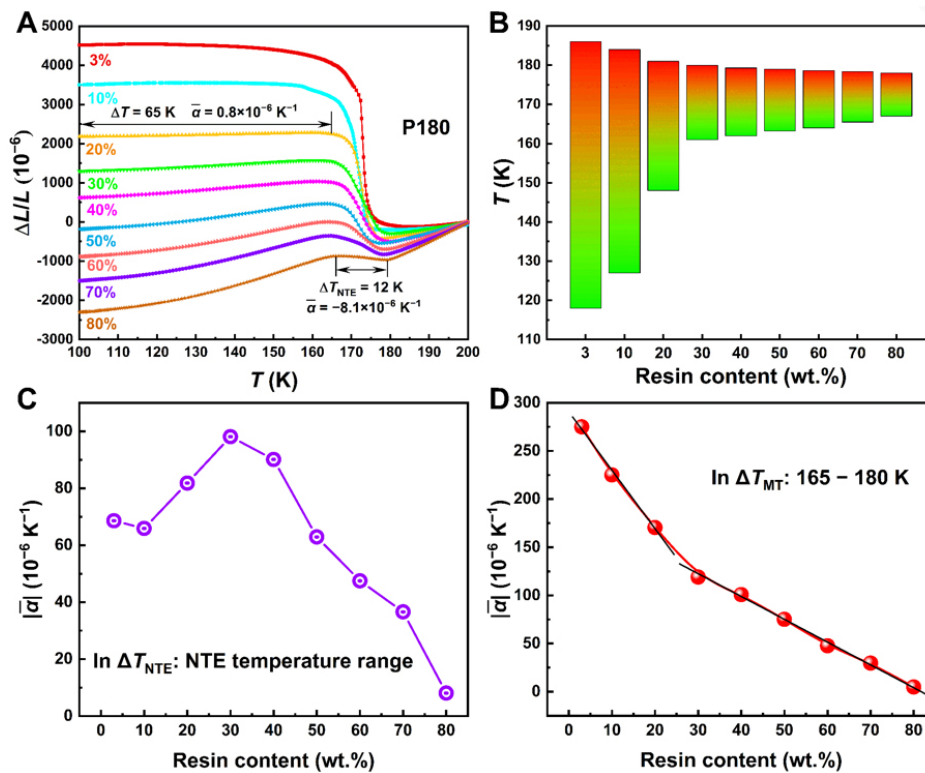 A
5000
4000
3000
2000
1000
0
-1000
-2000
-3000
ΔL/L (10⁻⁶)
3%
10%
ΔT = 65 K α̅ = 0.8×10⁻⁶ K⁻¹
P180
20%
30%
40%
50%
60%
70%
80%
ΔT_NTE = 12 K
α̅ = −8.1×10⁻⁶ K⁻¹
100 110 120 130 140 150 160 170 180 190 200
T (K)
B
190
180
170
160
150
140
130
120
110
T (K)
3 10 20 30 40 50 60 70 80
Resin content (wt.%)
C
100
80
60
40
20
0
|α̅| (10⁻⁶ K⁻¹)
In ΔT_NTE: NTE temperature range
0 10 20 30 40 50 60 70 80
Resin content (wt.%)
D
300
250
200
150
100
50
0
|α̅| (10⁻⁶ K⁻¹)
In ΔT_MT: 165 − 180 K
0 10 20 30 40 50 60 70 80
Resin content (wt.%)